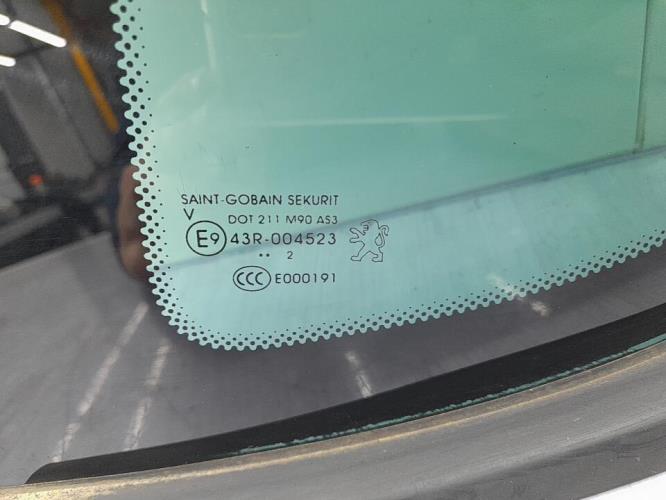 SAINT-GOBAIN SEKURIT
V
DOT 211 M90 AS3
E9 43R-004523
.. 2
CCC E000191